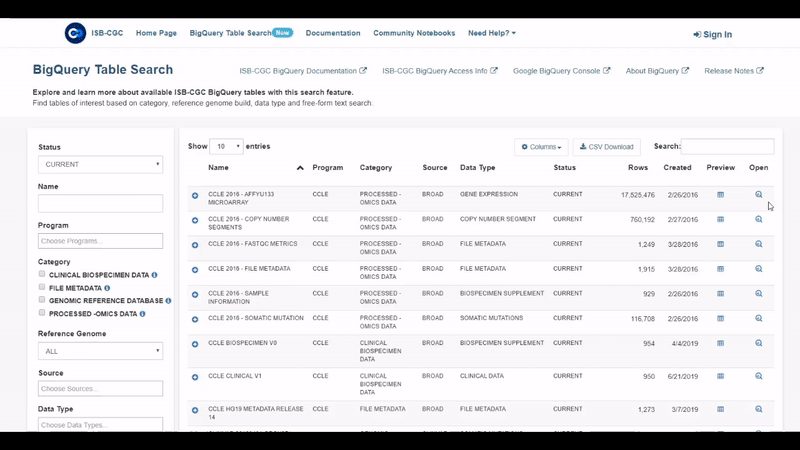 ISB-CGC Home Page BigQuery Table Search New Documentation Community Notebooks Need Help? Sign In
BigQuery Table Search ISB-CGC BigQuery Documentation ISB-CGC BigQuery Access Info Google BigQuery Console About BigQuery Release Notes
Explore and learn more about available ISB-CGC BigQuery tables with this search feature.
Find tables of interest based on category, reference genome build, data type and free-form text search.
Status
CURRENT
Name
Program
Choose Programs...
Category
CLINICAL BIOSPECIMEN DATA
FILE METADATA
GENOMIC REFERENCE DATABASE
PROCESSED -OMICS DATA
Reference Genome
ALL
Source
Choose Sources...
Data Type
Choose Data Types...
Show 10 entries Columns CSV Download Search:
Name Program Category Source Data Type Status Rows Created Preview Open
CCLE 2016 - AFFYU133 CCLE PROCESSED - BROAD GENE EXPRESSION CURRENT 17,525,476 2/26/2016
MICROARRAY OMICS DATA
CCLE 2016 - COPY NUMBER CCLE PROCESSED - BROAD COPY NUMBER SEGMENT CURRENT 760,192 2/27/2016
SEGMENTS OMICS DATA
CCLE 2016 - FASTQC METRICS CCLE PROCESSED - BROAD FILE METADATA CURRENT 1,249 3/28/2016
OMICS DATA
CCLE 2016 - FILE METADATA CCLE PROCESSED - BROAD FILE METADATA CURRENT 1,915 3/28/2016
OMICS DATA
CCLE 2016 - SAMPLE CCLE PROCESSED - BROAD BIOSPECIMEN SUPPLEMENT CURRENT 929 2/26/2016
INFORMATION OMICS DATA
CCLE 2016 - SOMATIC MUTATION CCLE PROCESSED - BROAD SOMATIC MUTATIONS CURRENT 116,708 2/26/2016
OMICS DATA
CCLE BIOSPECIMEN V0 CCLE CLINICAL BROAD BIOSPECIMEN SUPPLEMENT CURRENT 954 4/4/2019
BIOSPECIMEN
DATA
CCLE CLINICAL V1 CCLE CLINICAL BROAD CLINICAL DATA CURRENT 950 6/21/2019
BIOSPECIMEN
DATA
CCLE HG19 METADATA RELEASE CCLE FILE METADATA BROAD FILE METADATA CURRENT 1,273 3/7/2019
14